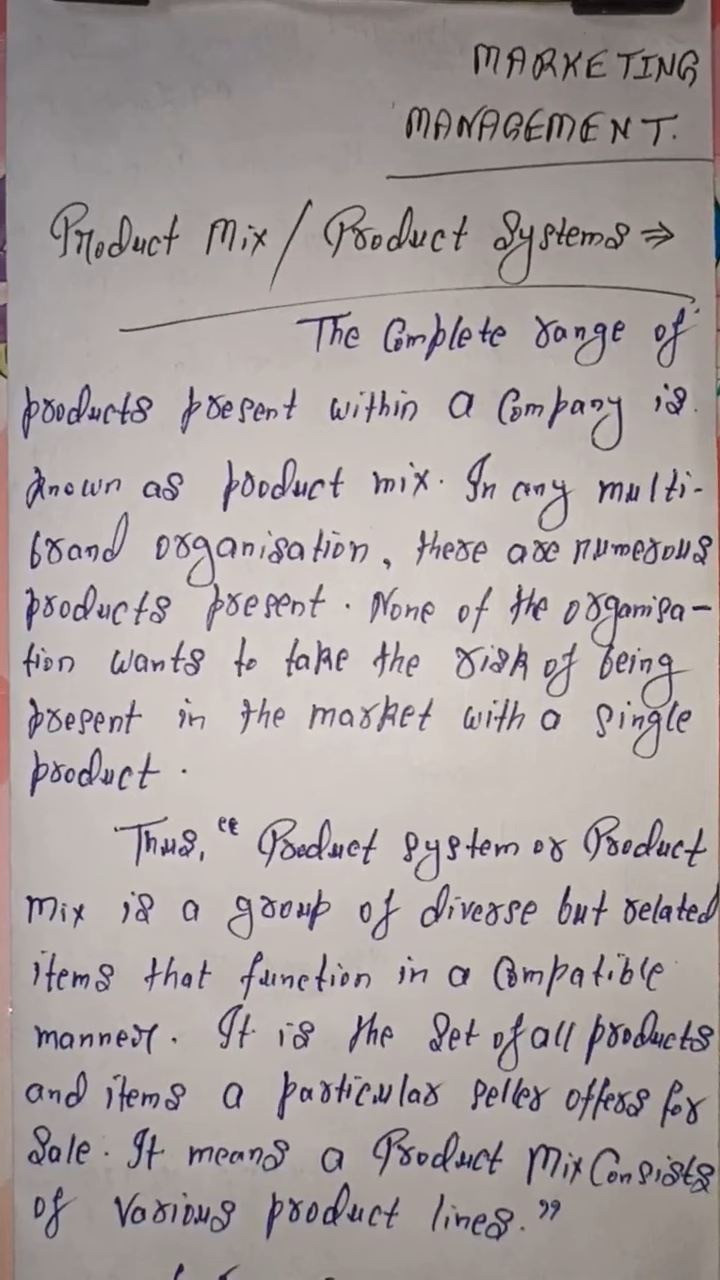 MARKETING
MANAGEMENT.
Product Mix / Product Systems ⇒
The Complete range of
products present within a Company is
known as product mix. In any multi-
brand organisation, there are numerous
products present. None of the organisa-
tion wants to take the risk of being
present in the market with a single
product.
Thus, “ Product system or Product
Mix is a group of diverse but related
items that function in a Compatible
manner. It is the Set of all products
and items a particular seller offers for
Sale. It means a Product Mix Consists
of Various product lines.”